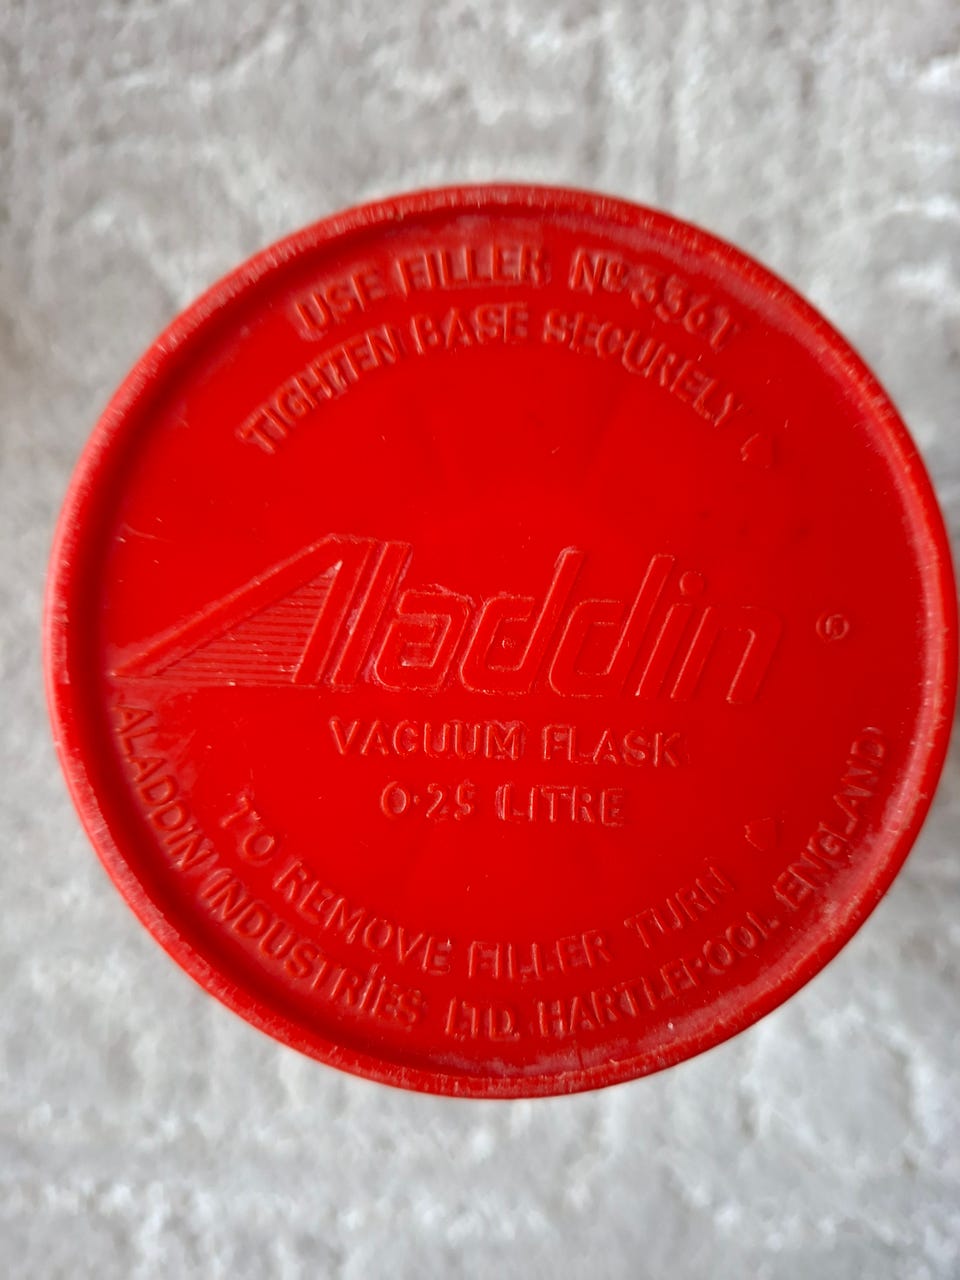 USE FILLER
TIGHTEN BASE SECURELY
Aladdin ®
VACUUM FLASK
0·25 LITRE
TO REMOVE FILLER TURN
ALADDIN INDUSTRIES LTD. HARTLEPOOL ENGLAND